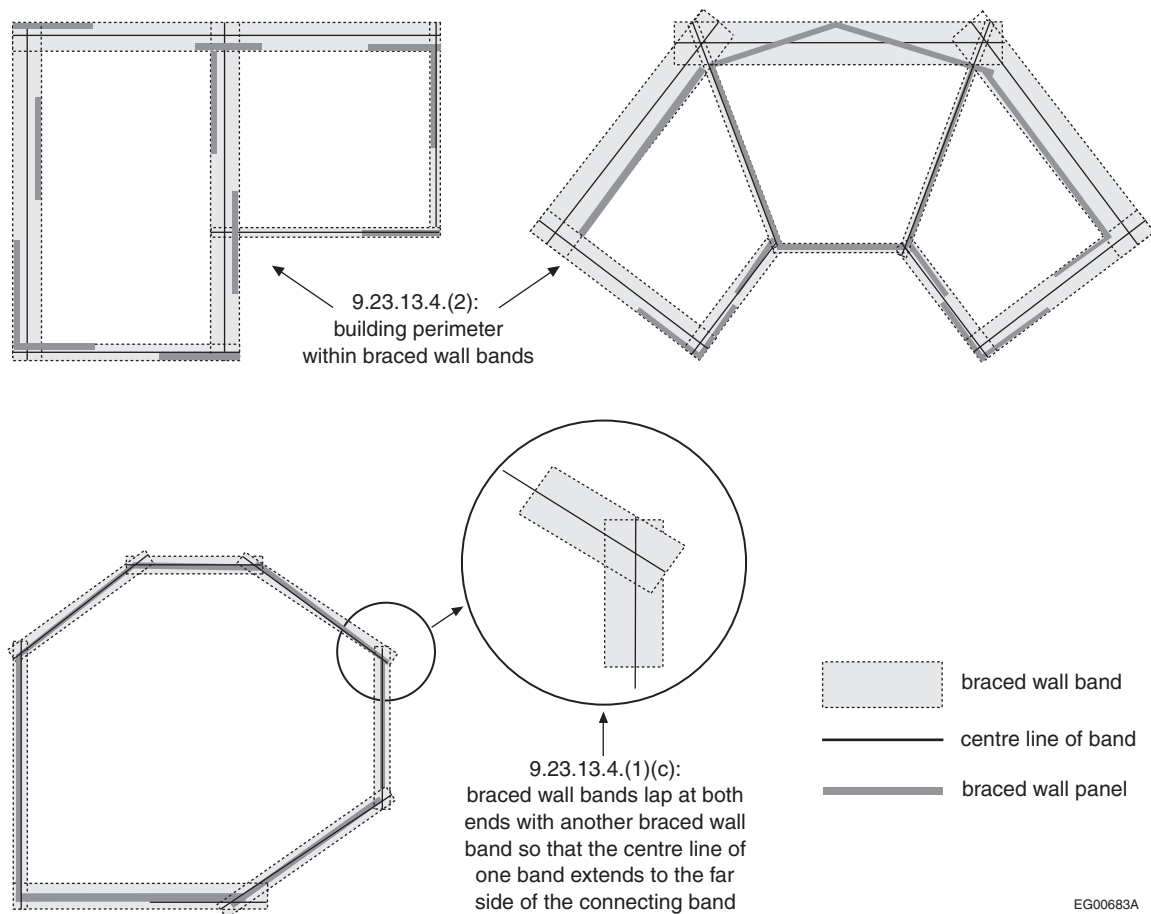 9.23.13.4.(2):
building perimeter
within braced wall bands
9.23.13.4.(1)(c):
braced wall bands lap at both
ends with another braced wall
band so that the centre line of
one band extends to the far
side of the connecting band
braced wall band
centre line of band
braced wall panel
EG00683A